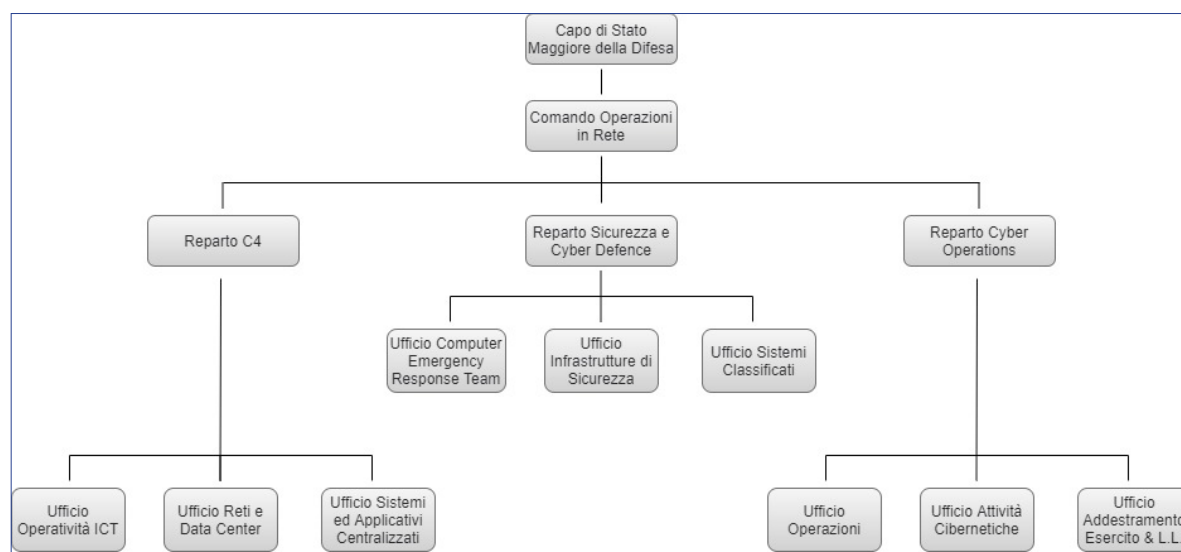 Capo di Stato
Maggiore della Difesa
Comando Operazioni
in Rete
Reparto C4
Reparto Sicurezza e
Cyber Defence
Reparto Cyber
Operations
Ufficio Computer
Emergency
Response Team
Ufficio
Infrastrutture di
Sicurezza
Ufficio Sistemi
Classificati
Ufficio
Operatività ICT
Ufficio Reti e
Data Center
Ufficio Sistemi
ed Applicativi
Centralizzati
Ufficio
Operazioni
Ufficio Attività
Cibernetiche
Ufficio
Addestramento
Esercito & L.L.